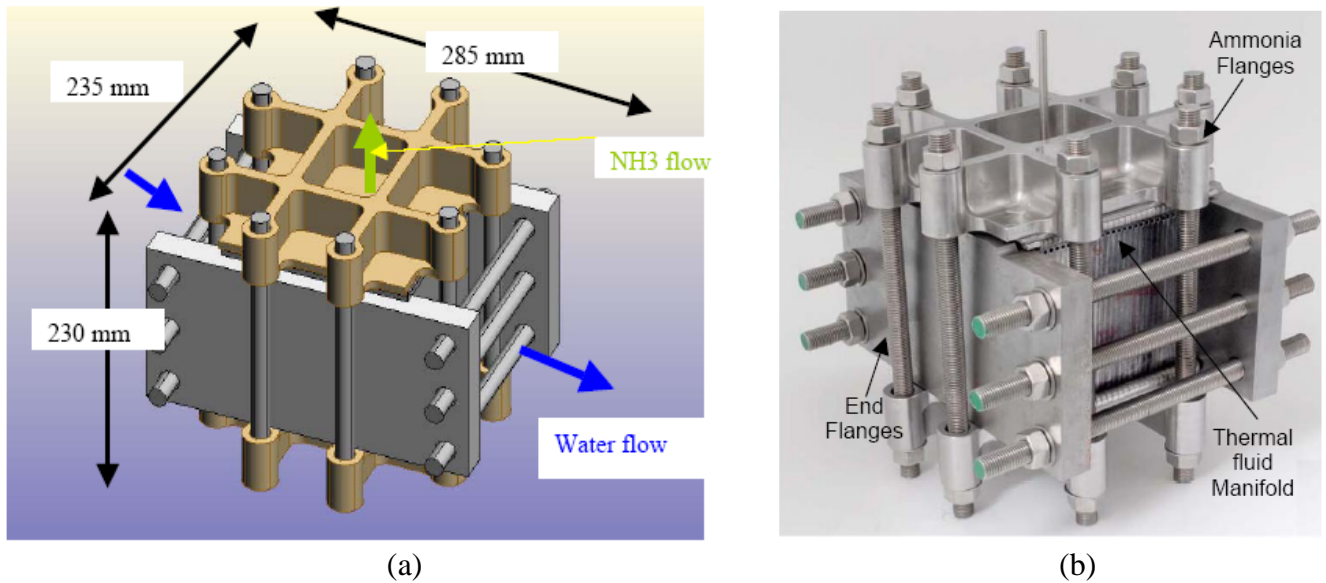 235 mm
285 mm
NH3 flow
230 mm
Water flow
(a)
Ammonia
Flanges
End
Flanges
Thermal
fluid
Manifold
(b)